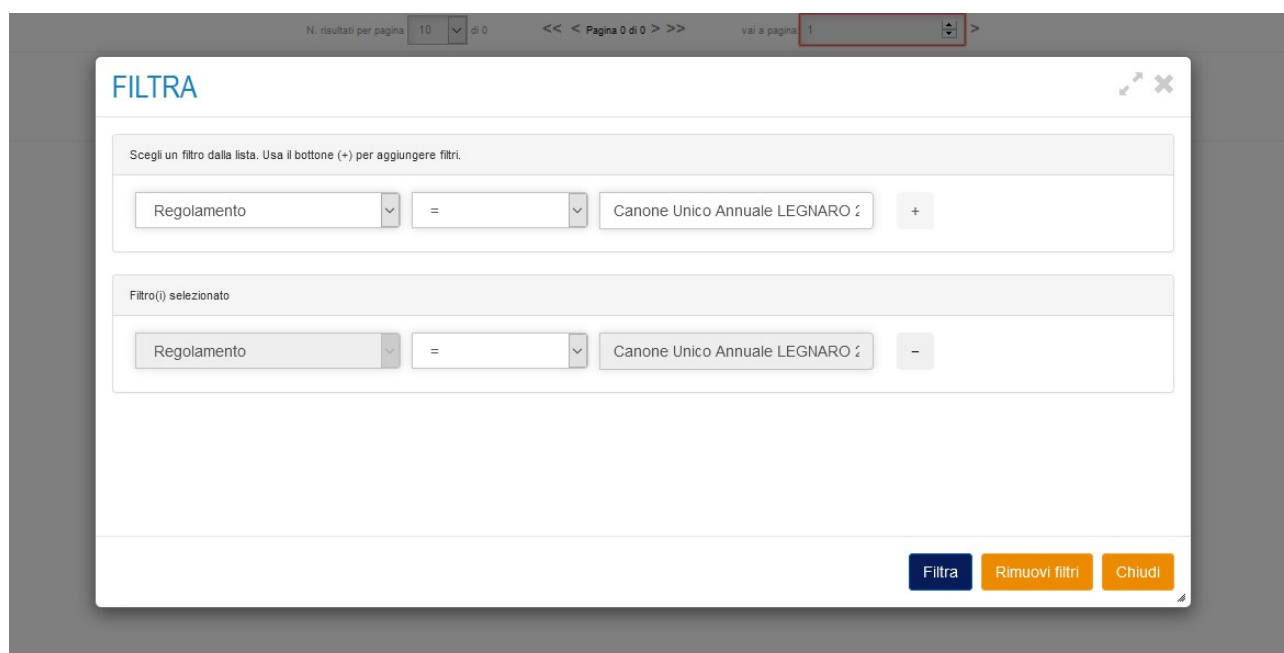 N. risultati per pagina 10 di 0 << < Pagina 0 di 0 > >> vai a pagina: 1 >
FILTRA
Scegli un filtro dalla lista. Usa il bottone (+) per aggiungere filtri.
Regolamento = Canone Unico Annuale LEGNARO +
Filtro(i) selezionato
Regolamento = Canone Unico Annuale LEGNARO −
Filtra Rimuovi filtri Chiudi